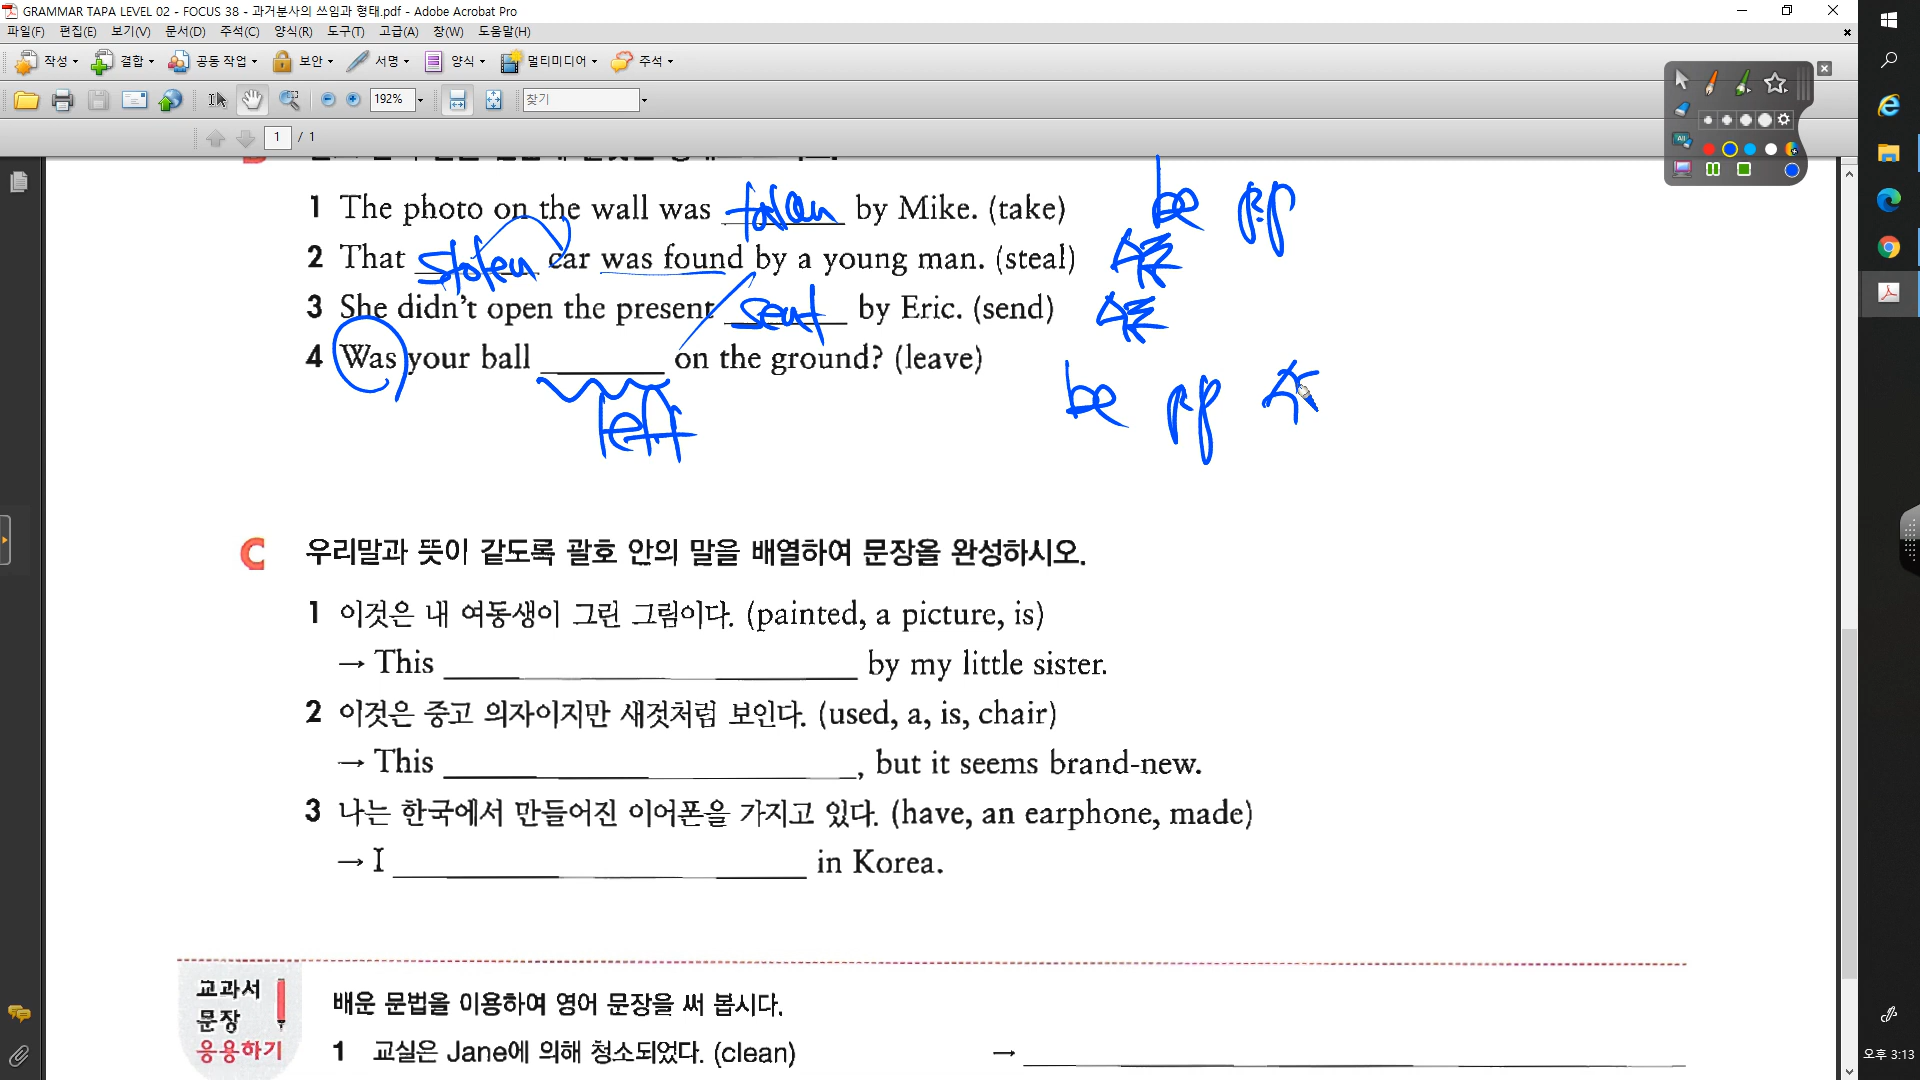 GRAMMAR TAPA LEVEL 02 - FOCUS 38 - 과거분사의 쓰임과 형태.pdf - Adobe Acrobat Pro
파일(F) 편집(E) 보기(V) 문서(D) 주석(C) 양식(R) 도구(T) 고급(A) 창(W) 도움말(H)
작성 결합 공동 작업 보안 서명 양식 멀티미디어 주석
192% 찾기
1 / 1
1 The photo on the wall was taken by Mike. (take) be pp
2 That stolen car was found by a young man. (steal) 수동
3 She didn't open the present sent by Eric. (send)
4 Was your ball on the ground? (leave)
left be pp
C 우리말과 뜻이 같도록 괄호 안의 말을 배열하여 문장을 완성하시오.
1 이것은 내 여동생이 그린 그림이다. (painted, a picture, is)
→ This by my little sister.
2 이것은 중고 의자이지만 새것처럼 보인다. (used, a, is, chair)
→ This , but it seems brand-new.
3 나는 한국에서 만들어진 이어폰을 가지고 있다. (have, an earphone, made)
→ I in Korea.
교과서
문장
응용하기
배운 문법을 이용하여 영어 문장을 써 봅시다.
1 교실은 Jane에 의해 청소되었다. (clean) →
오후 3:13